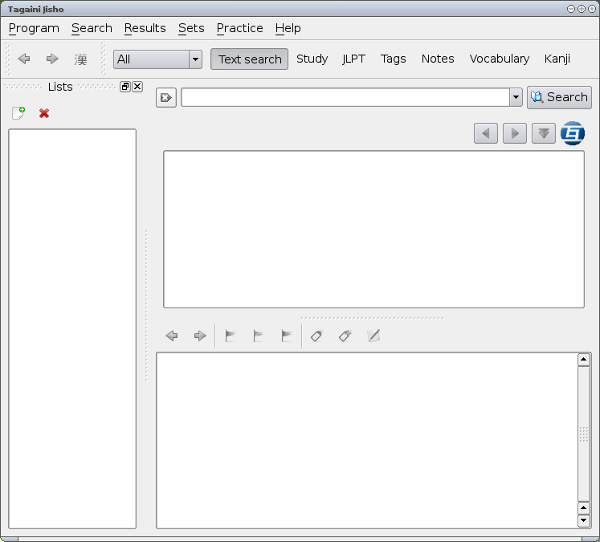 Tagaini Jisho
Program Search Results Sets Practice Help
漢 All Text search Study JLPT Tags Notes Vocabulary Kanji
Lists
Search